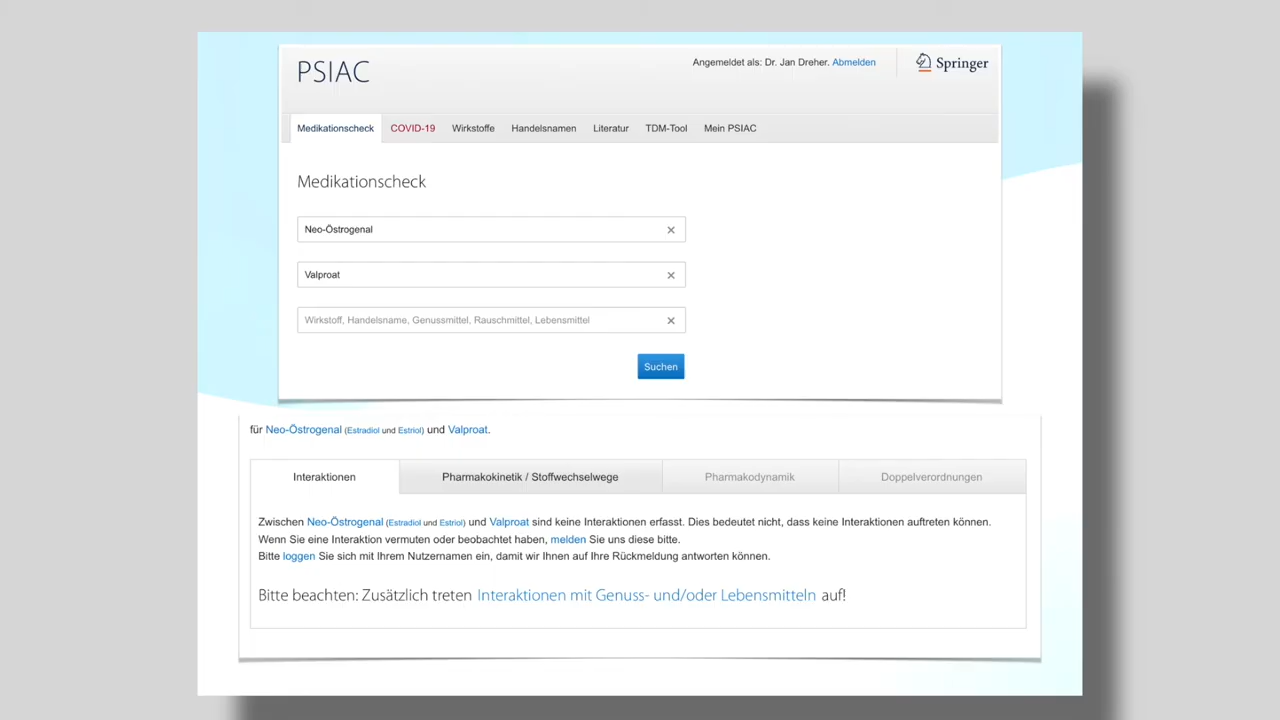 PSIAC
Angemeldet als: Dr. Jan Dreher. Abmelden
Springer
Medikationscheck COVID-19 Wirkstoffe Handelsnamen Literatur TDM-Tool Mein PSIAC
Medikationscheck
Neo-Östrogenal
Valproat
Wirkstoff, Handelsname, Genussmittel, Rauschmittel, Lebensmittel
Suchen
für Neo-Östrogenal (Estradiol und Estriol) und Valproat.
Interaktionen Pharmakokinetik / Stoffwechselwege Pharmakodynamik Doppelverordnungen
Zwischen Neo-Östrogenal (Estradiol und Estriol) und Valproat sind keine Interaktionen erfasst. Dies bedeutet nicht, dass keine Interaktionen auftreten können.
Wenn Sie eine Interaktion vermuten oder beobachtet haben, melden Sie uns diese bitte.
Bitte loggen Sie sich mit Ihrem Nutzernamen ein, damit wir Ihnen auf Ihre Rückmeldung antworten können.
Bitte beachten: Zusätzlich treten Interaktionen mit Genuss- und/oder Lebensmitteln auf!